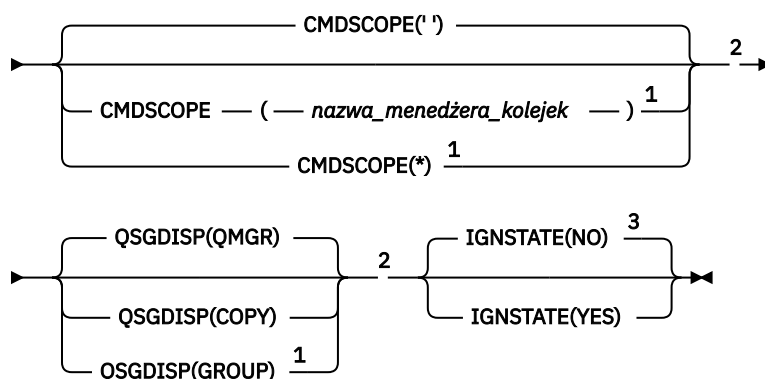 CMDSCOPE(' ')
2
CMDSCOPE ( nazwa_menedżera_kolejek ) 1
CMDSCOPE(*) 1
QSGDISP(QMGR) IGNSTATE(NO) 3
2
QSGDISP(COPY) IGNSTATE(YES)
QSGDISP(GROUP) 1